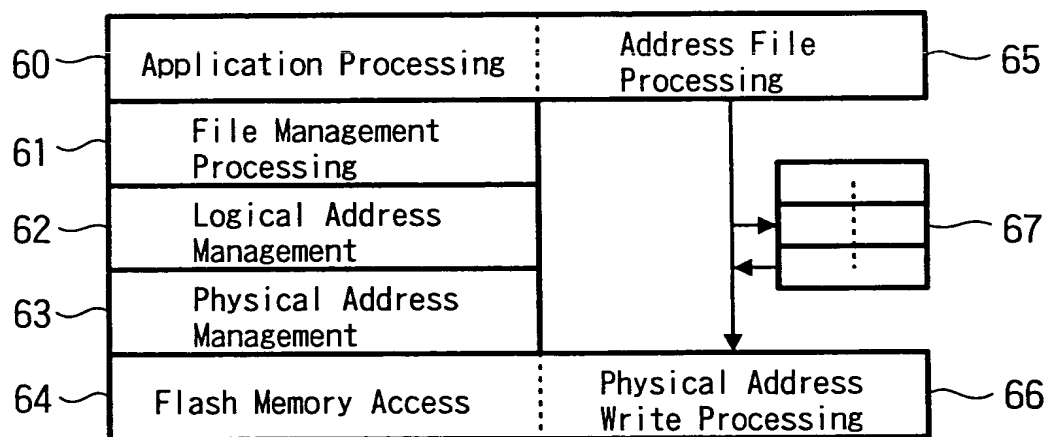 60
Application Processing
Address File
Processing
65
61
File Management
Processing
62
Logical Address
Management
67
63
Physical Address
Management
64
Flash Memory Access
Physical Address
Write Processing
66